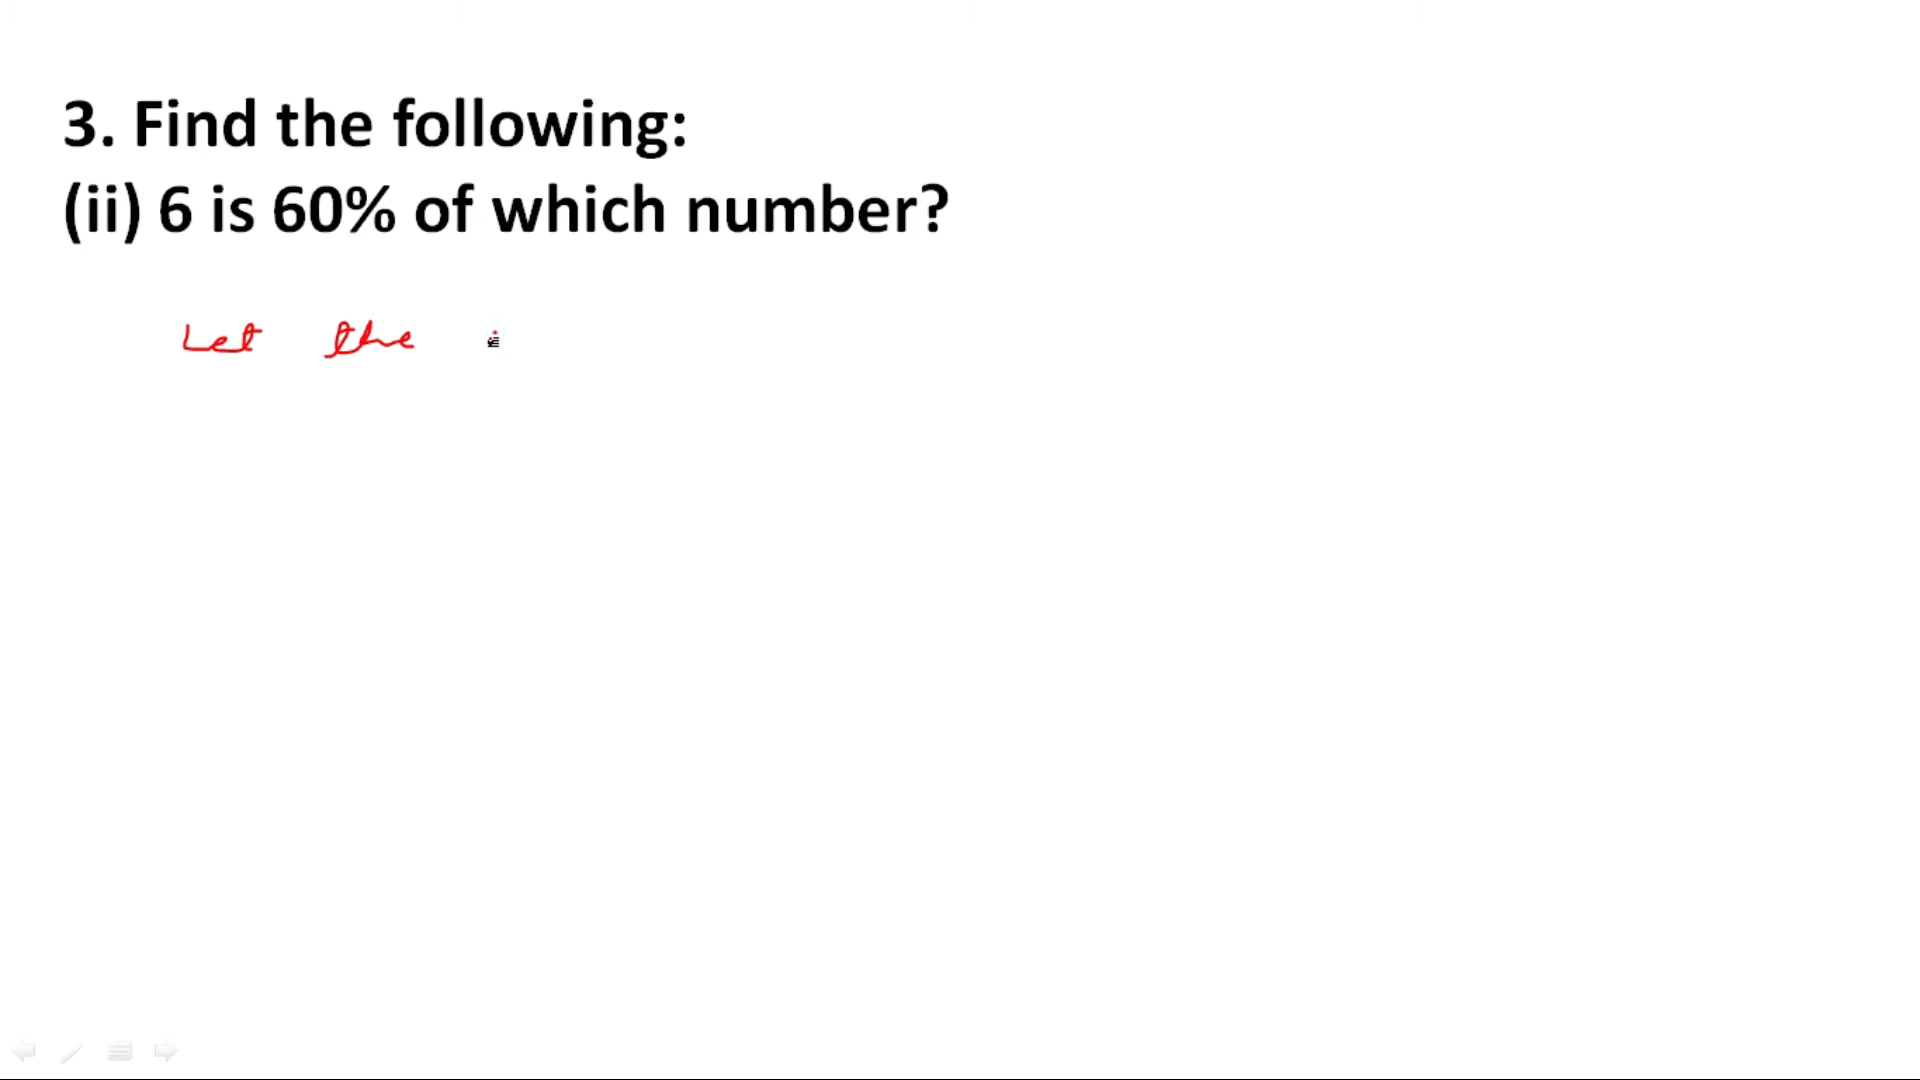 3. Find the following:
(ii) 6 is 60% of which number?
Let the